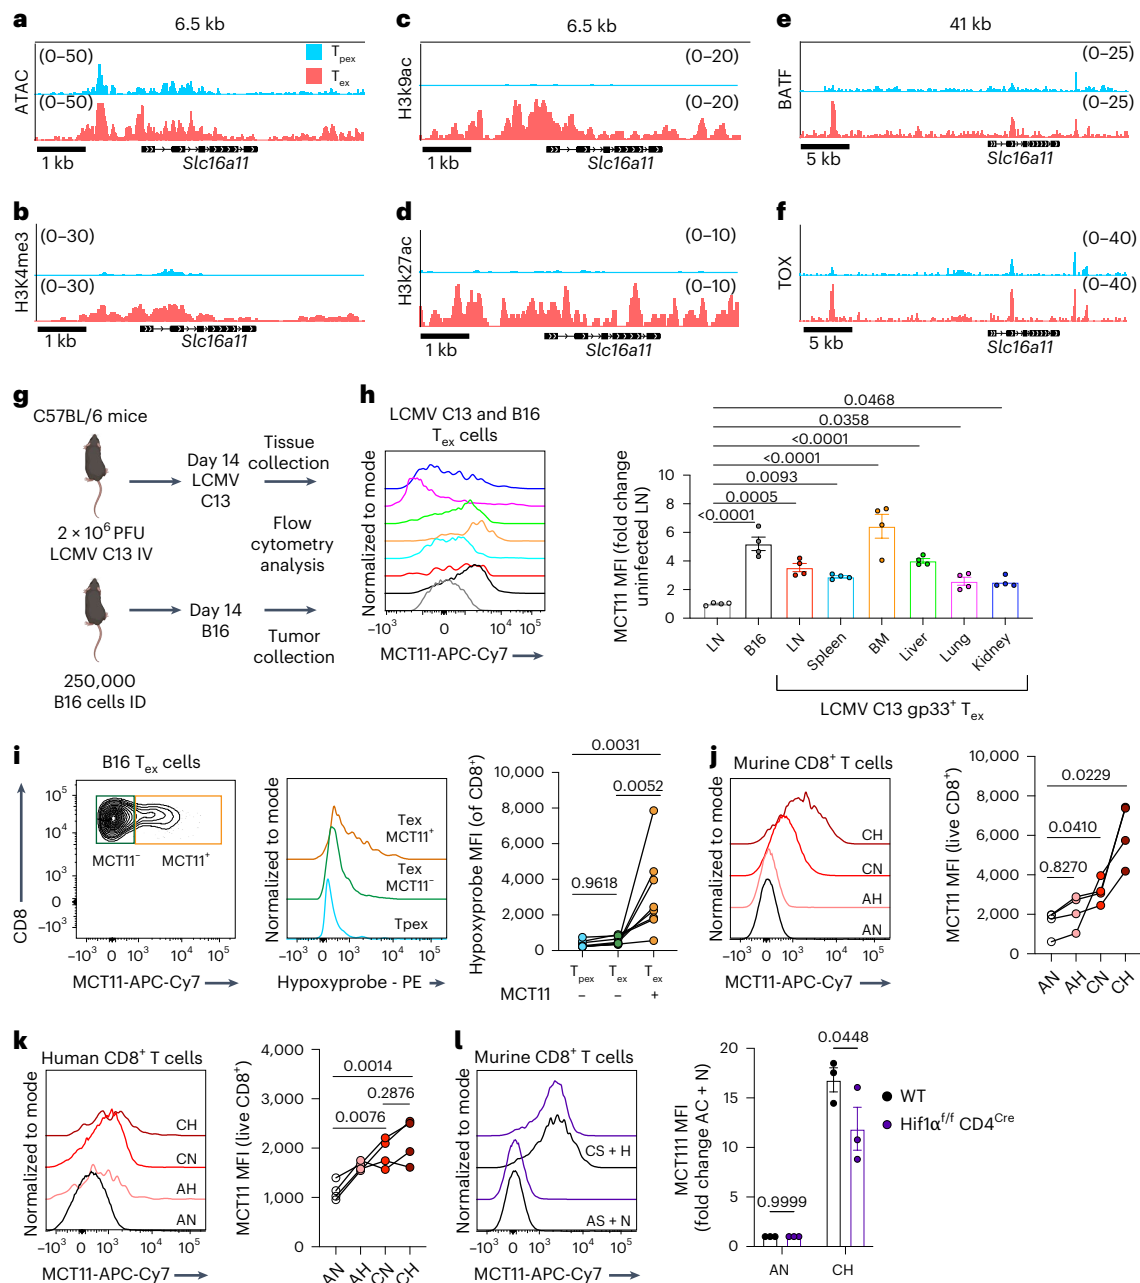 a
6.5 kb
(0–50)
ATAC
T pex
T ex
(0–50)
1 kb
Slc16a11
c
6.5 kb
(0–20)
H3k9ac
(0–20)
1 kb
Slc16a11
e
41 kb
(0–25)
BATF
(0–25)
5 kb
Slc16a11
b
(0–30)
H3K4me3
(0–30)
1 kb
Slc16a11
d
(0–10)
H3k27ac
(0–10)
1 kb
Slc16a11
f
(0–40)
TOX
(0–40)
5 kb
Slc16a11
g
C57BL/6 mice
Day 14
LCMV
C13
Tissue
collection
2 × 10⁶ PFU
LCMV C13 IV
Flow
cytometry
analysis
Day 14
B16
Tumor
collection
250,000
B16 cells ID
h
LCMV C13 and B16
T ex cells
Normalized to mode
–10³ 0 10⁴ 10⁵
MCT11-APC-Cy7
MCT11 MFI (fold change
uninfected LN)
10
8
6
4
2
0
0.0468
0.0358
<0.0001
<0.0001
0.0093
0.0005
<0.0001
LN B16 LN Spleen BM Liver Lung Kidney
LCMV C13 gp33⁺ T ex
i
B16 T ex cells
CD8
10⁵
10⁴
10³
0
–10³
MCT11⁻ MCT11⁺
–10³ 0 10³ 10⁴ 10⁵
MCT11-APC-Cy7
Normalized to mode
Tex
MCT11⁺
Tex
MCT11⁻
Tpex
0 10³ 10⁴ 10⁵
Hypoxyprobe - PE
Hypoxyprobe MFI (of CD8⁺)
10,000
8,000
6,000
4,000
2,000
0
0.0031
0.0052
0.9618
T pex T ex T ex
MCT11 – – +
j
Murine CD8⁺ T cells
Normalized to mode
CH
CN
AH
AN
–10³ 0 10³ 10⁴ 10⁵
MCT11-APC-Cy7
MCT11 MFI (live CD8⁺)
10,000
8,000
6,000
4,000
2,000
0
0.0229
0.0410
0.8270
AN AH CN CH
k
Human CD8⁺ T cells
Normalized to mode
CH
CN
AH
AN
–10³ 0 10³ 10⁴ 10⁵
MCT11-APC-Cy7
MCT11 MFI (live CD8⁺)
4,000
3,000
2,000
1,000
0
0.0014
0.2876
0.0076
AN AH CN CH
l
Murine CD8⁺ T cells
Normalized to mode
CS + H
AS + N
–10³ 0 10³ 10⁴ 10⁵
MCT11-APC-Cy7
MCT111 MFI
(fold change AC + N)
20
15
10
5
0
0.0448
0.9999
AN CH
WT
Hif1α^f/f CD4^Cre